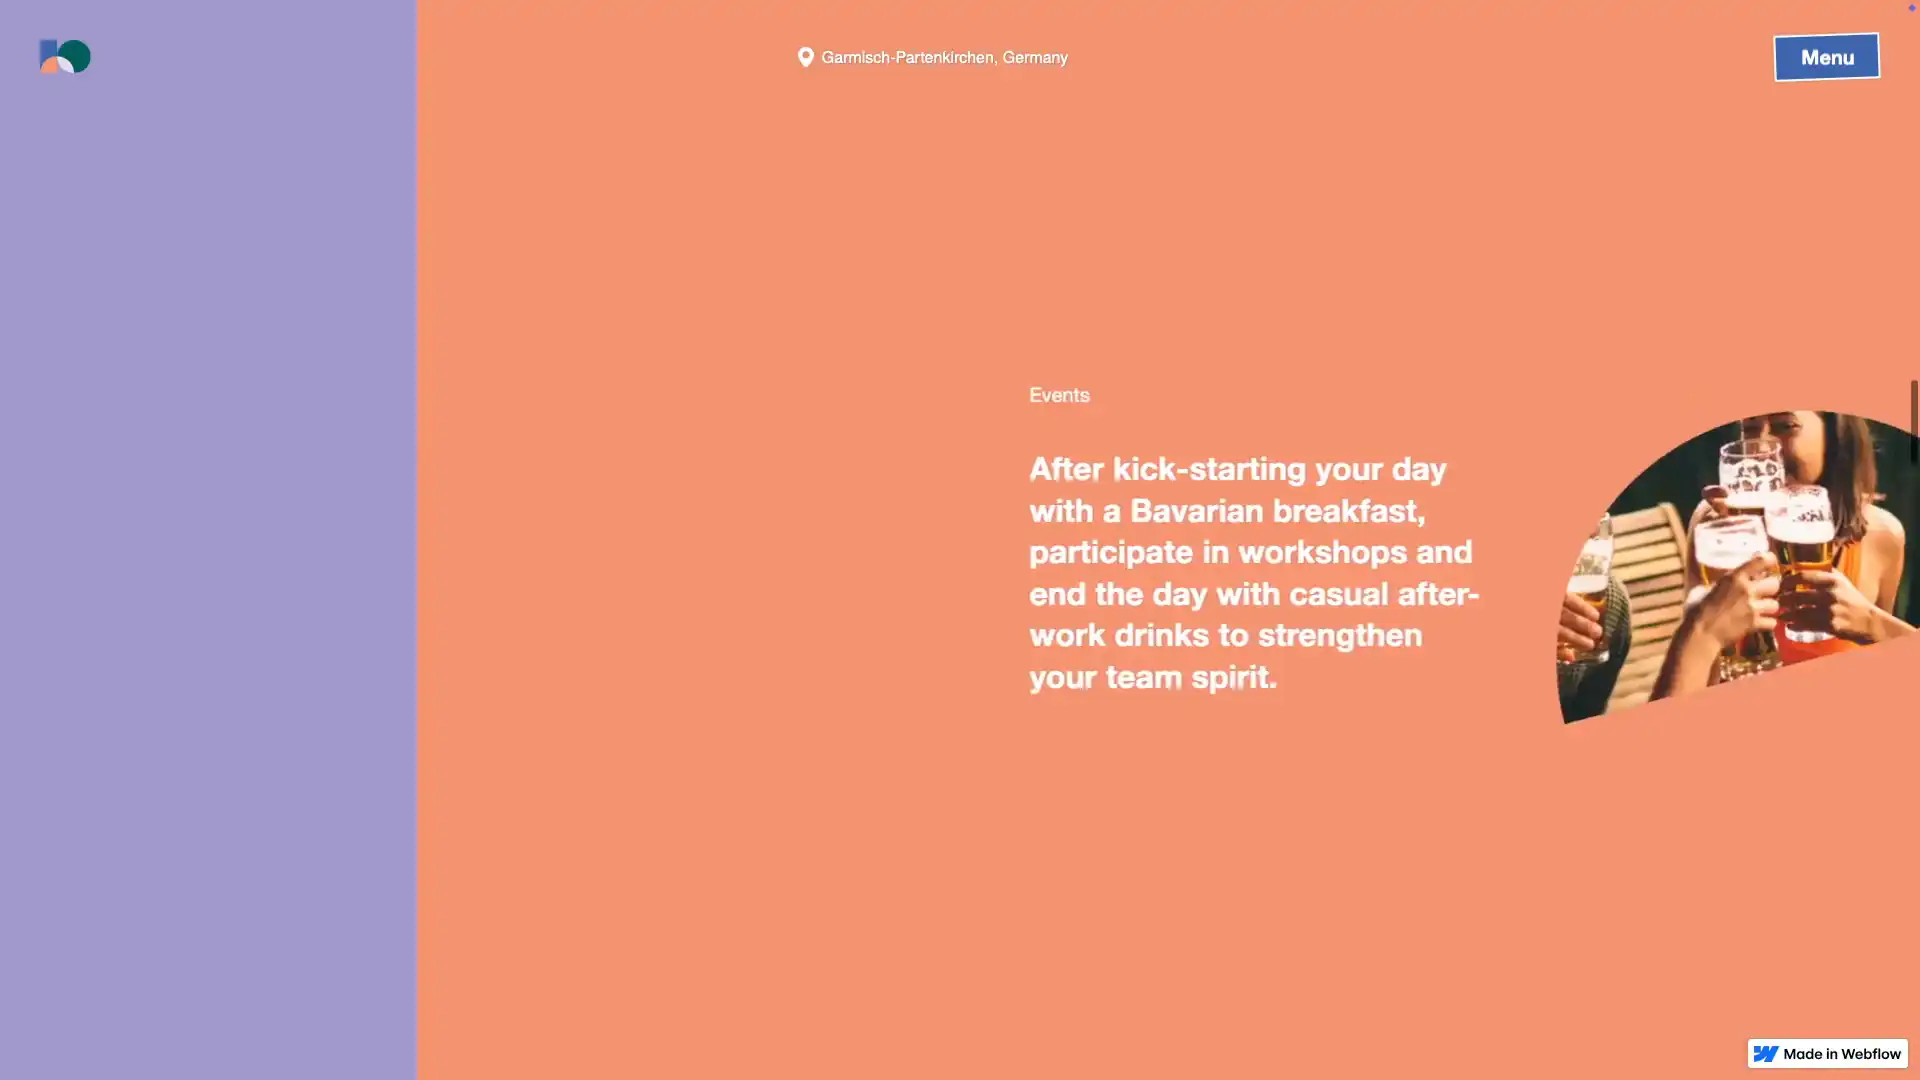 Garmisch-Partenkirchen, Germany
Menu
Events
After kick-starting your day
with a Bavarian breakfast,
participate in workshops and
end the day with casual after-
work drinks to strengthen
your team spirit.
Made in Webflow